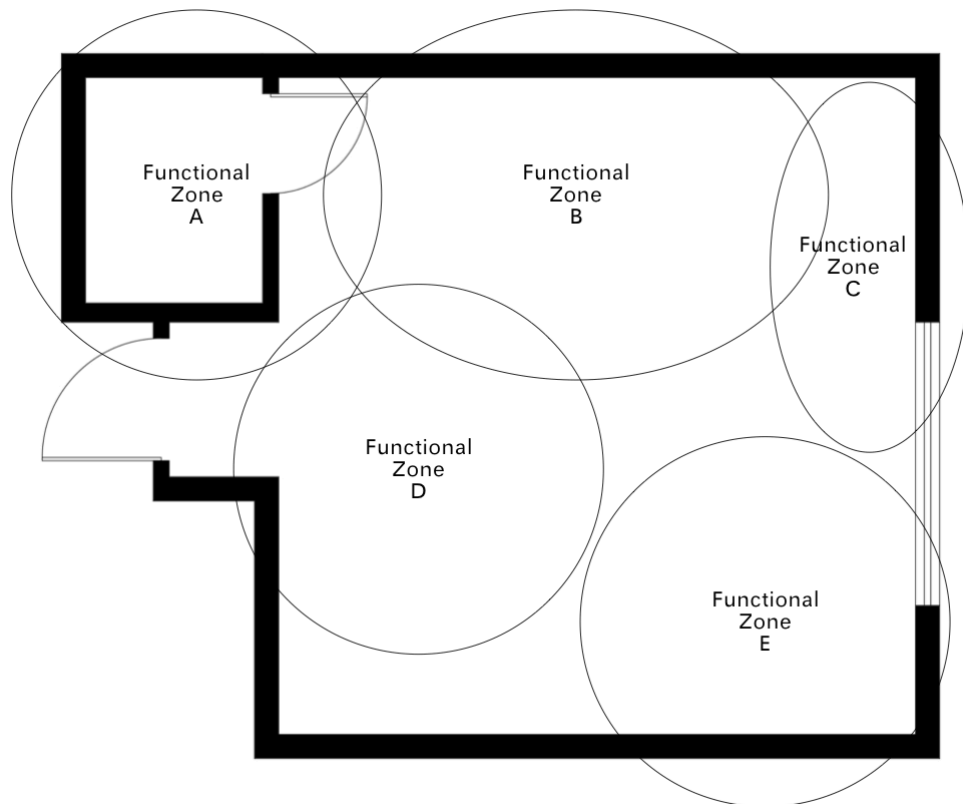 Functional
Zone
A
Functional
Zone
B
Functional
Zone
C
Functional
Zone
D
Functional
Zone
E